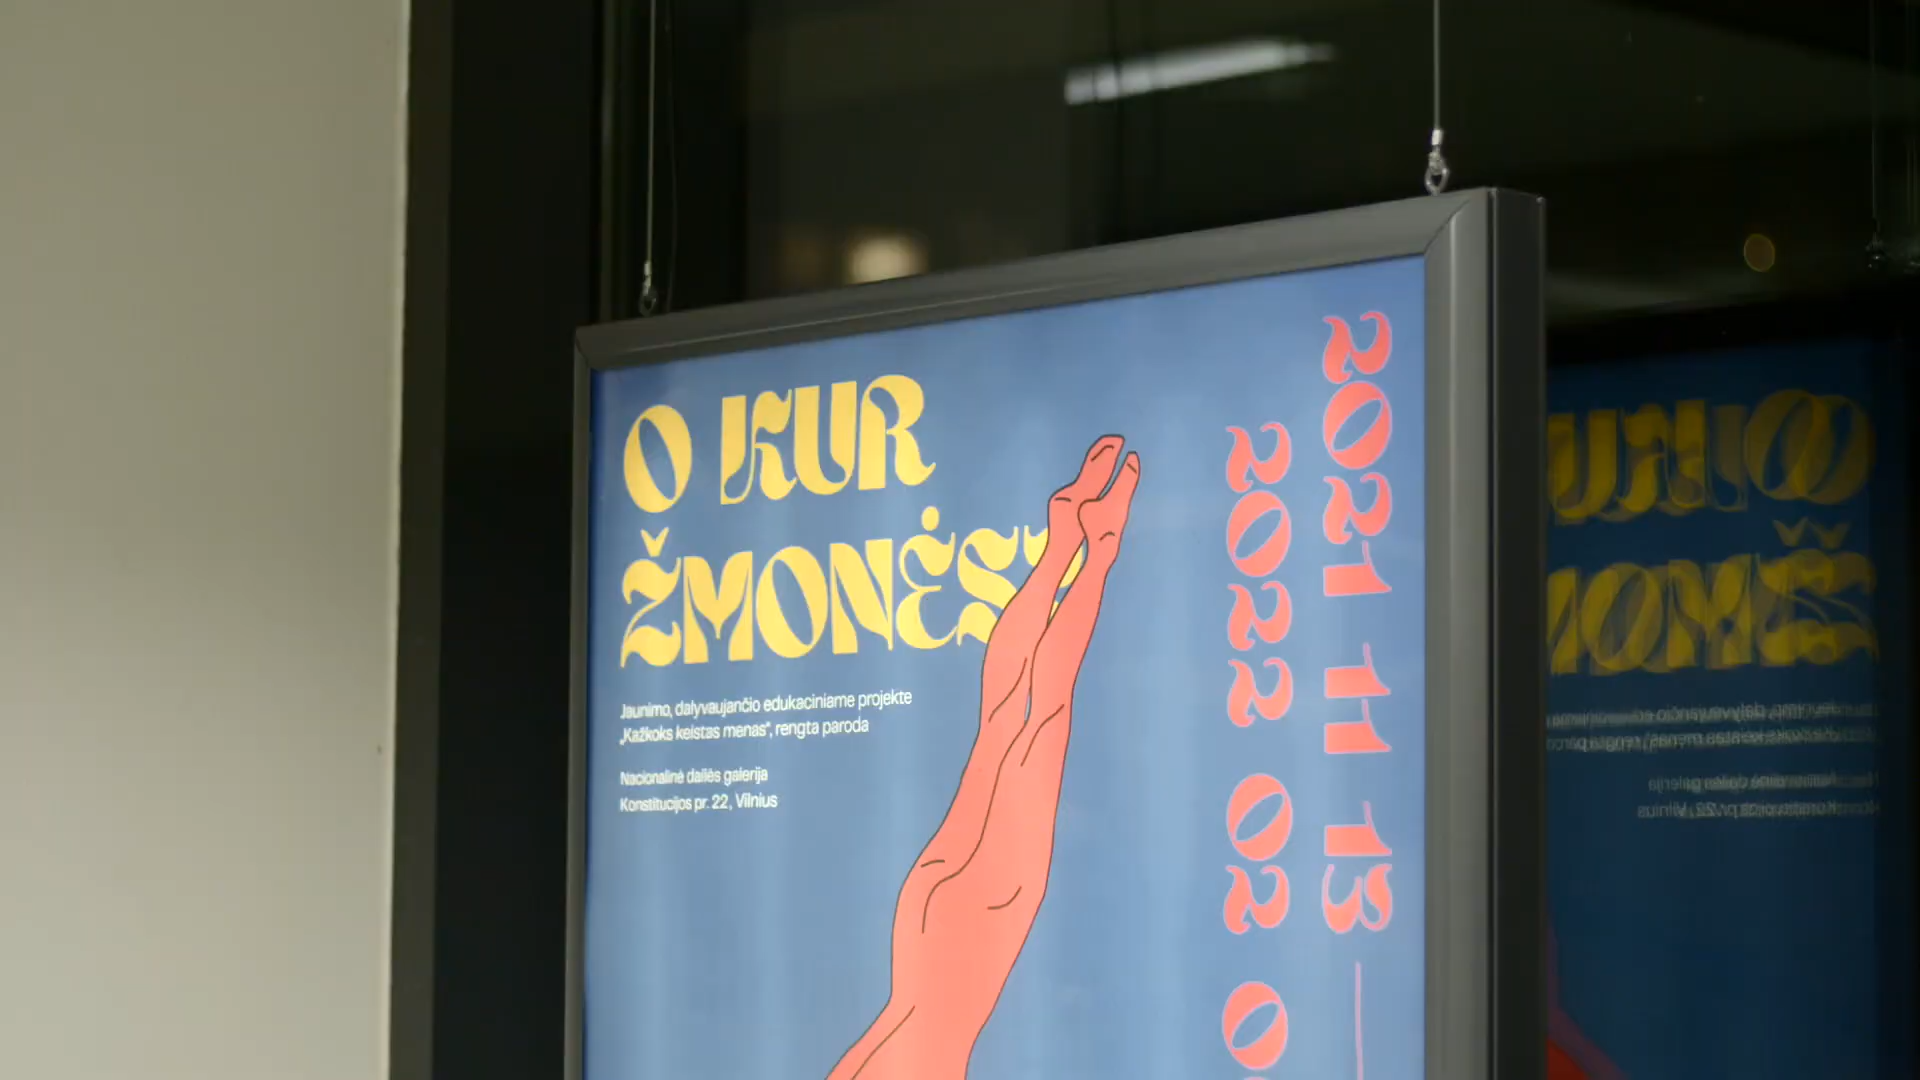 O KUR
ŽMONĖS?
Jaunimo, dalyvaujančio edukaciniame projekte
„Kažkoks keistas menas“, rengta paroda
Nacionalinė dailės galerija
Konstitucijos pr. 22, Vilnius
2021 11 13 —
2022 02